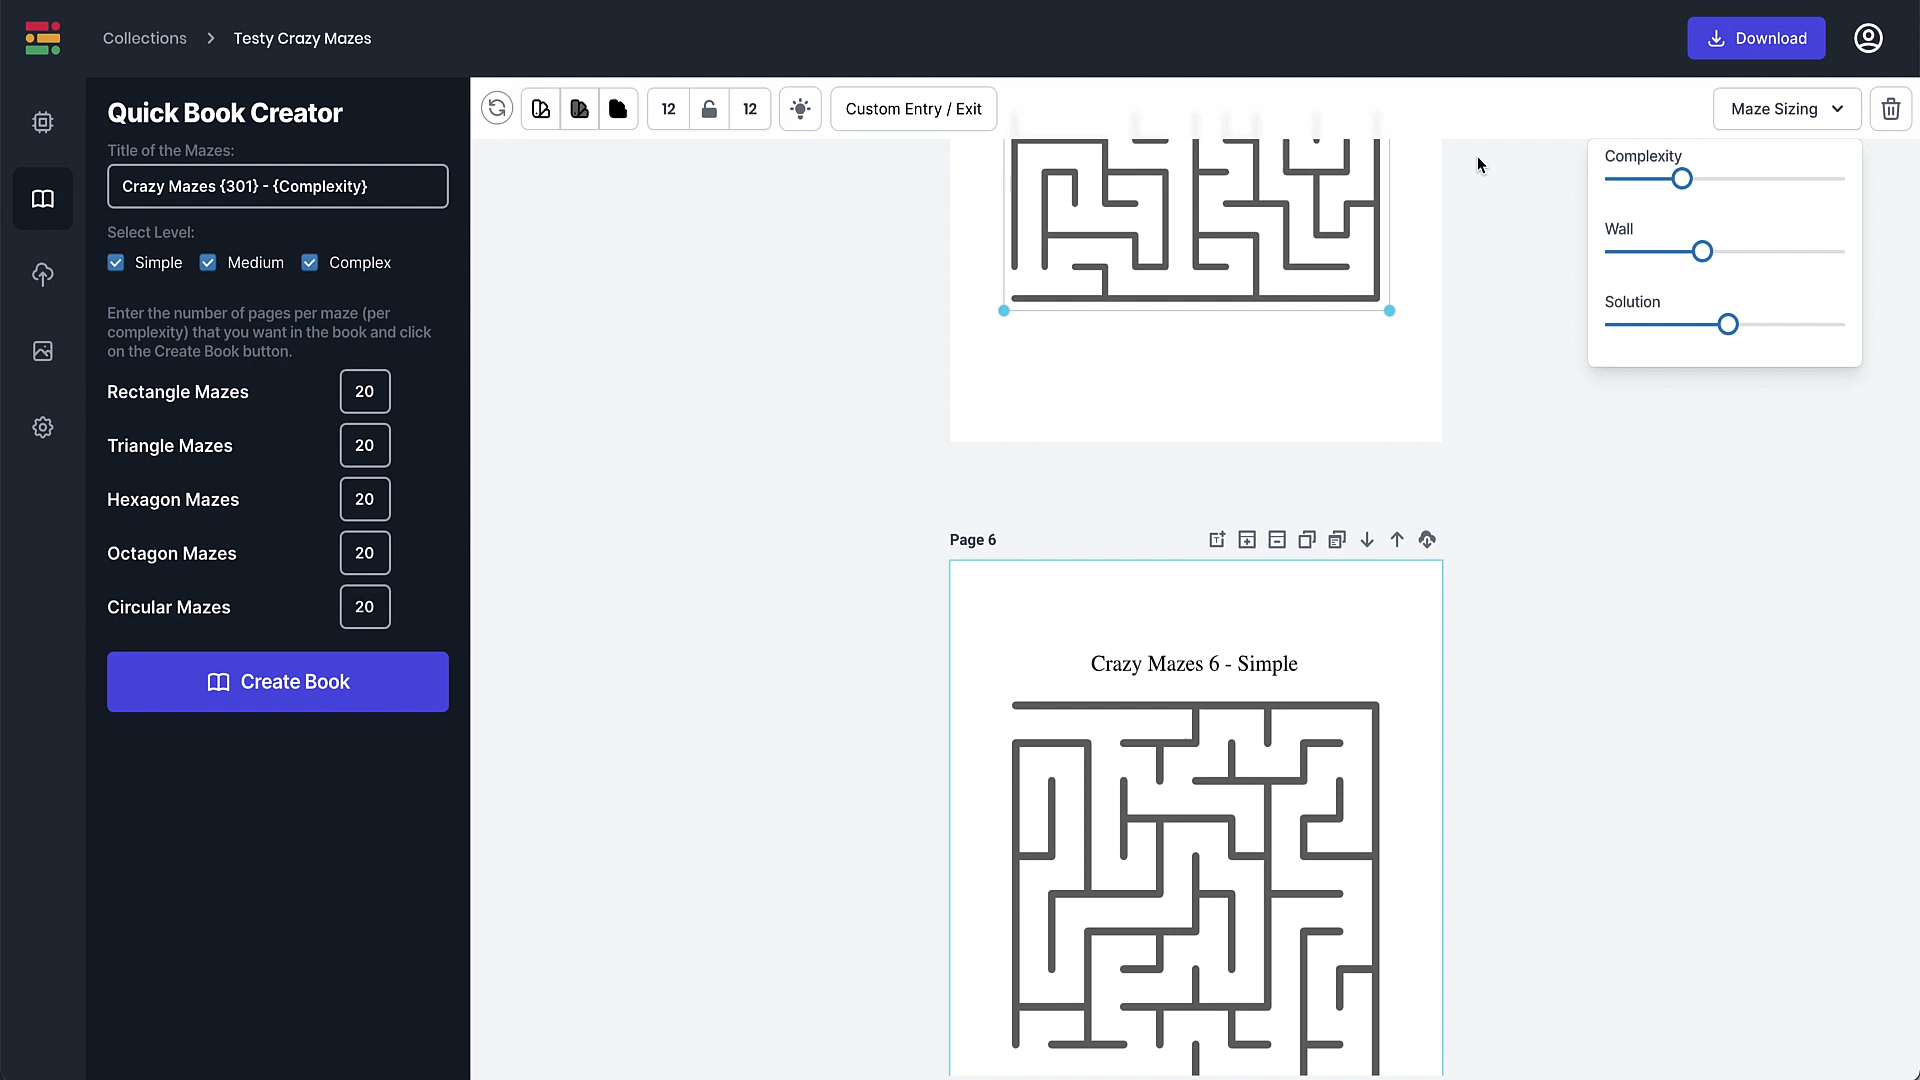 Collections > Testy Crazy Mazes
Download
Quick Book Creator
Title of the Mazes:
Crazy Mazes {301} - {Complexity}
Select Level:
Simple Medium Complex
Enter the number of pages per maze (per
complexity) that you want in the book and click
on the Create Book button.
Rectangle Mazes 20
Triangle Mazes 20
Hexagon Mazes 20
Octagon Mazes 20
Circular Mazes 20
Create Book
12 12 Custom Entry / Exit Maze Sizing
Complexity
Wall
Solution
Page 6
Crazy Mazes 6 - Simple